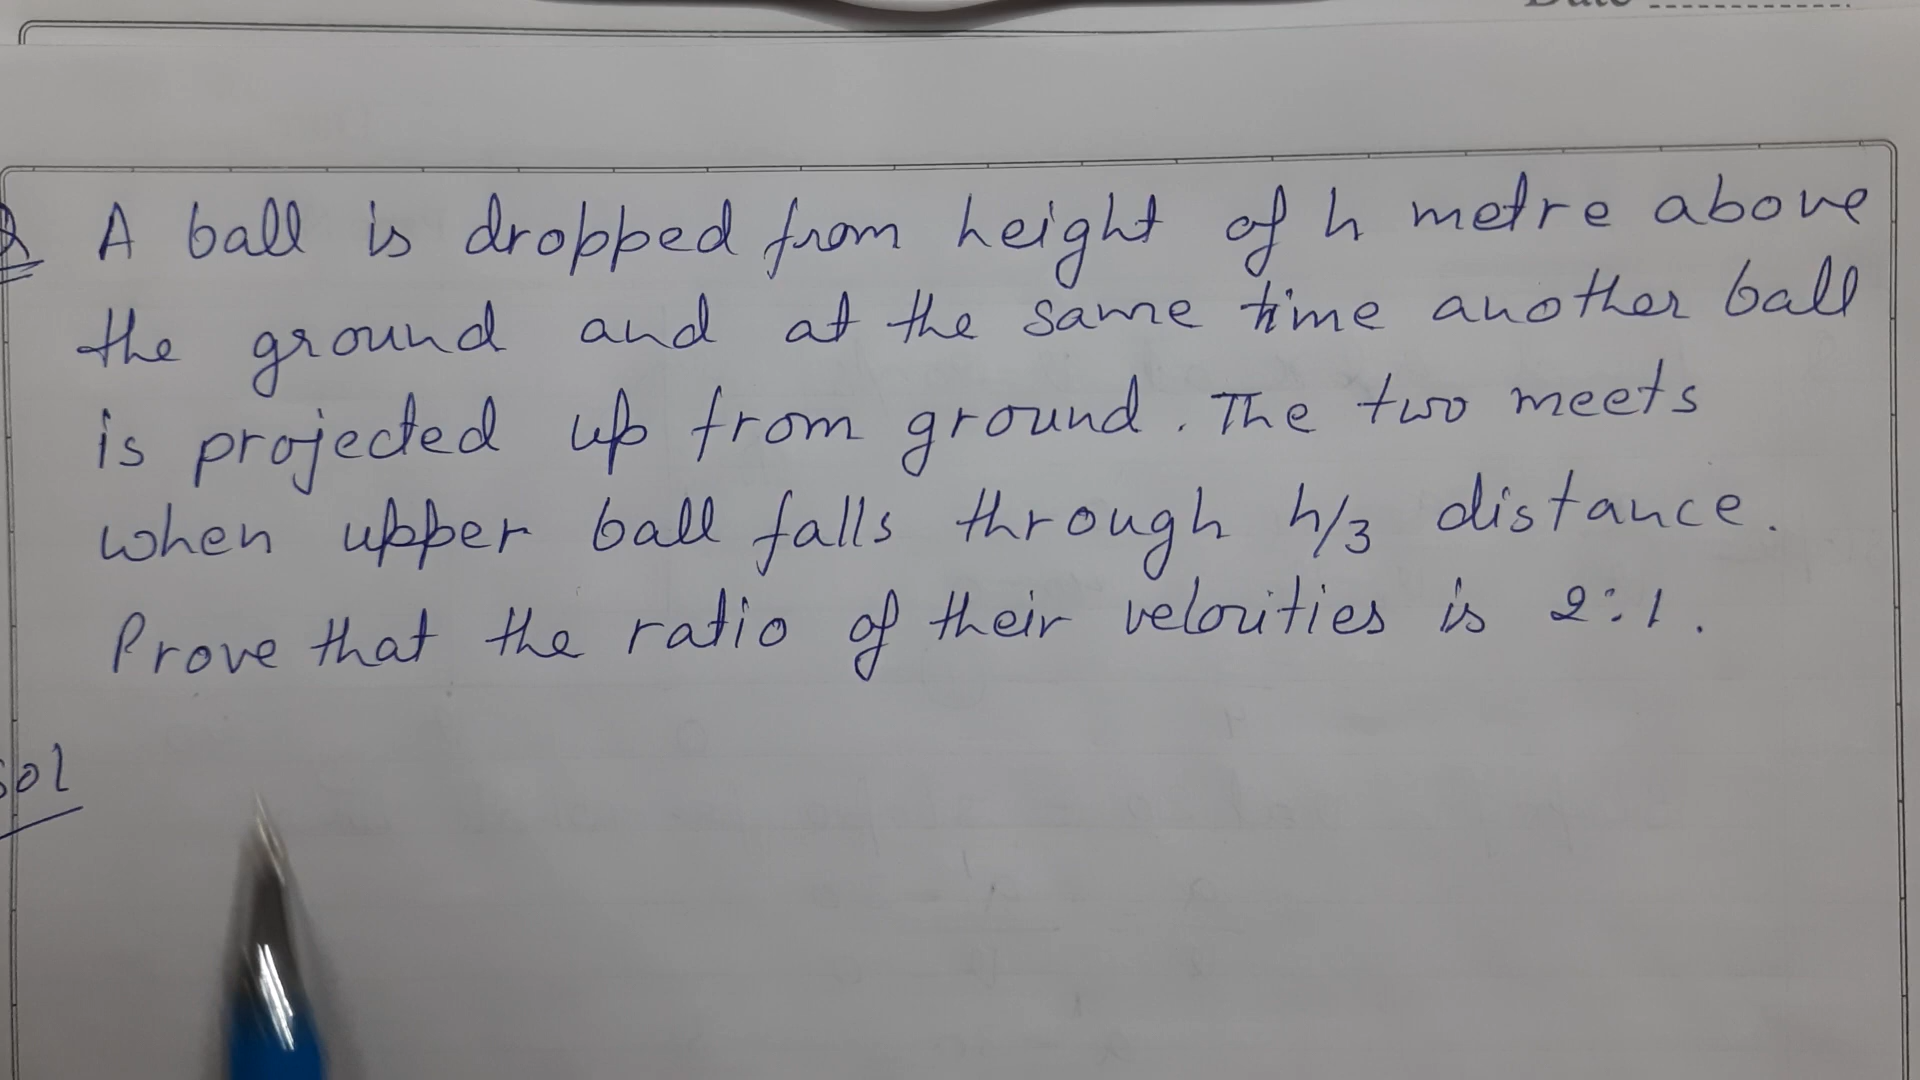 Date
Q A ball is dropped from height of h metre above
the ground and at the same time another ball
is projected up from ground. The two meets
when upper ball falls through h/3 distance.
Prove that the ratio of their velocities is 2:1.
Sol